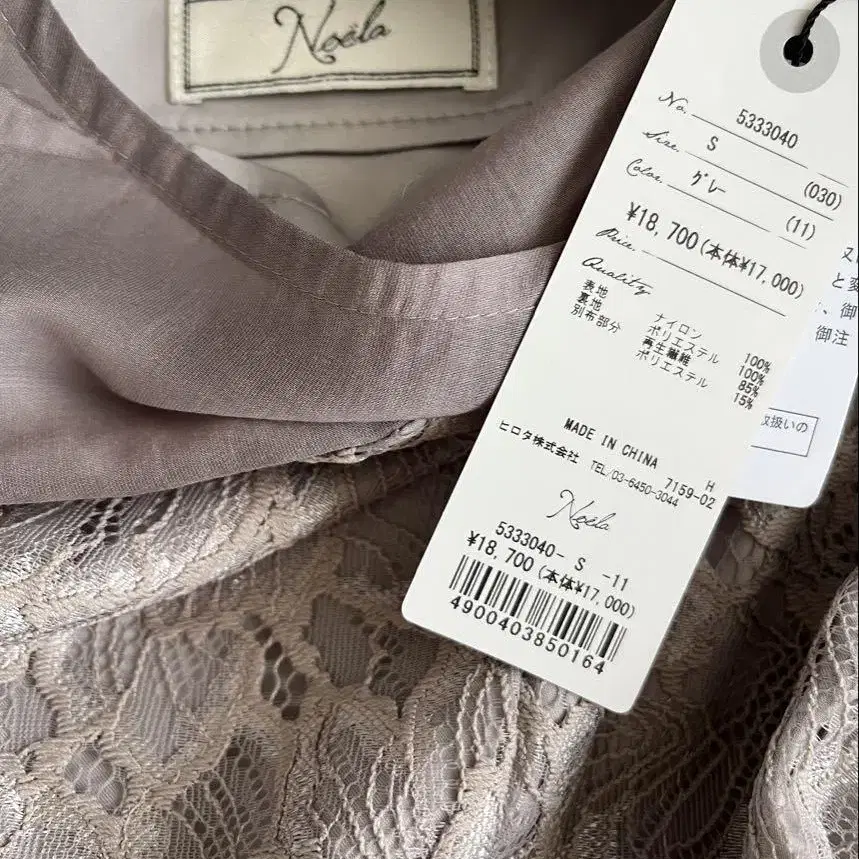 Noëla
No. 5333040
(030)
Size. S
Color. グレー
(11)
¥18,700(本体¥17,000)
Price.
Quality
表地 ナイロン 100%
裏地 ポリエステル 100%
別布部分 再生繊維 85%
ポリエステル 15%
MADE IN CHINA
ヒロタ株式会社 TEL/03-6450-3044
H
7159-02
Noëla
5333040- S -11
¥18,700(本体¥17,000)
4900403850164
と変
、御
御注
取扱いの